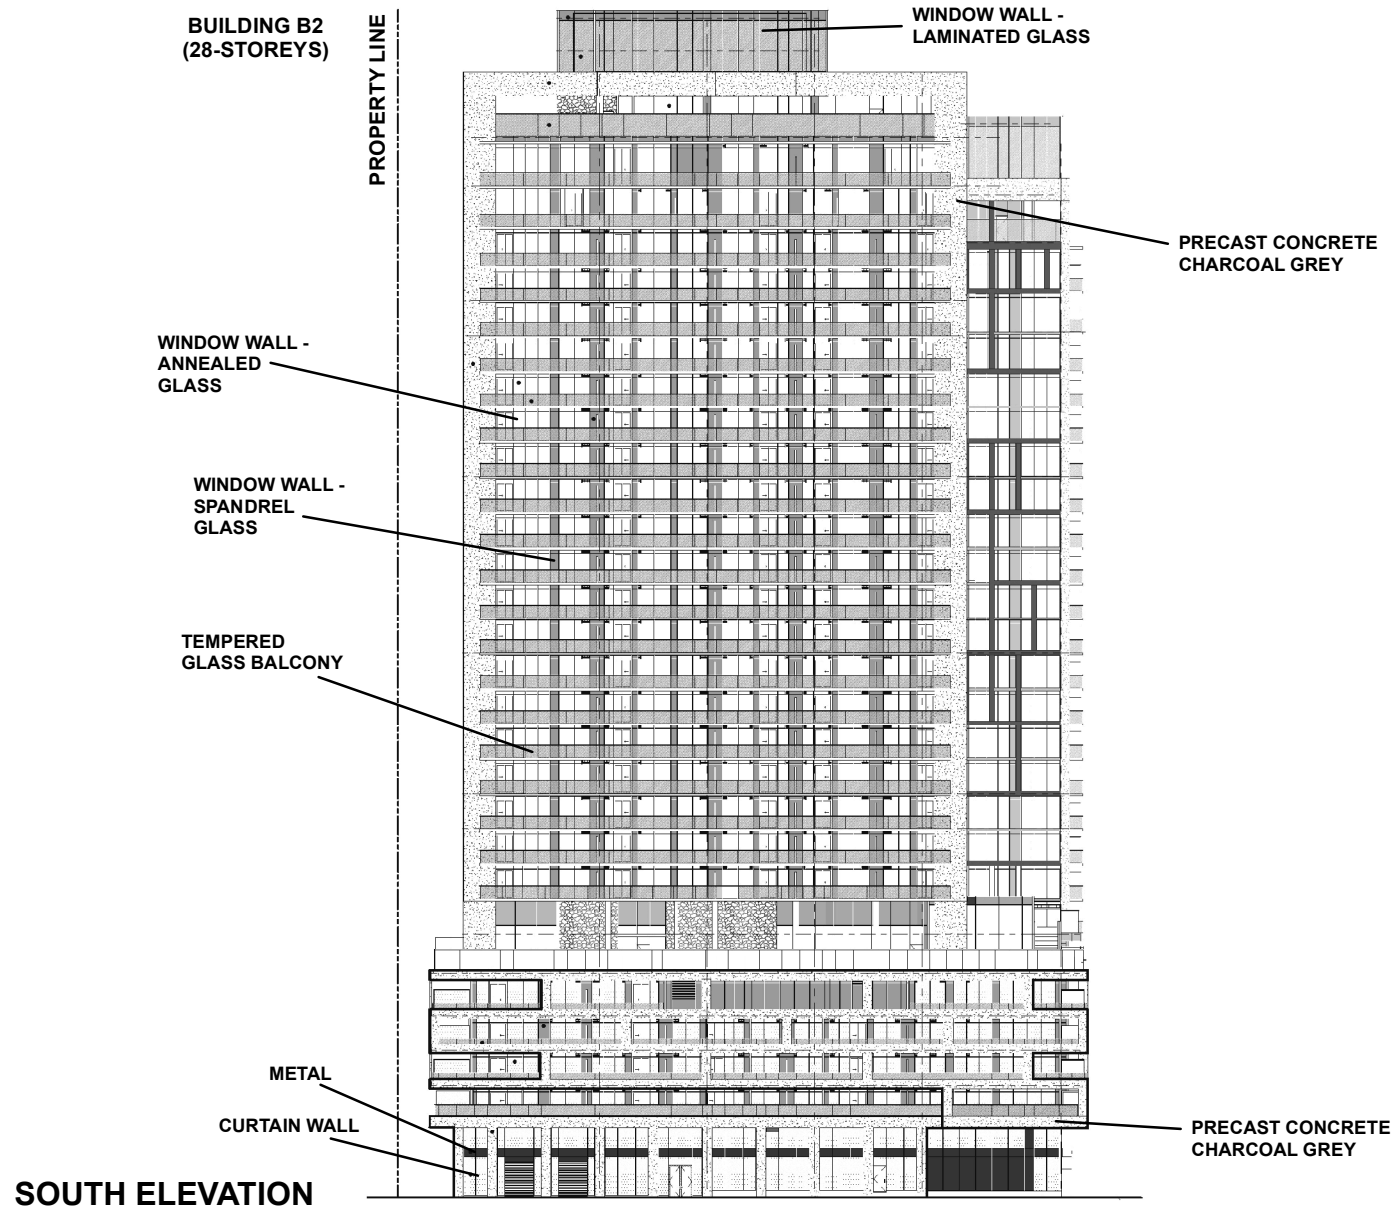 BUILDING B2
(28-STOREYS)
PROPERTY LINE
WINDOW WALL -
LAMINATED GLASS
PRECAST CONCRETE
CHARCOAL GREY
WINDOW WALL -
ANNEALED
GLASS
WINDOW WALL -
SPANDREL
GLASS
TEMPERED
GLASS BALCONY
METAL
CURTAIN WALL
PRECAST CONCRETE
CHARCOAL GREY
SOUTH ELEVATION